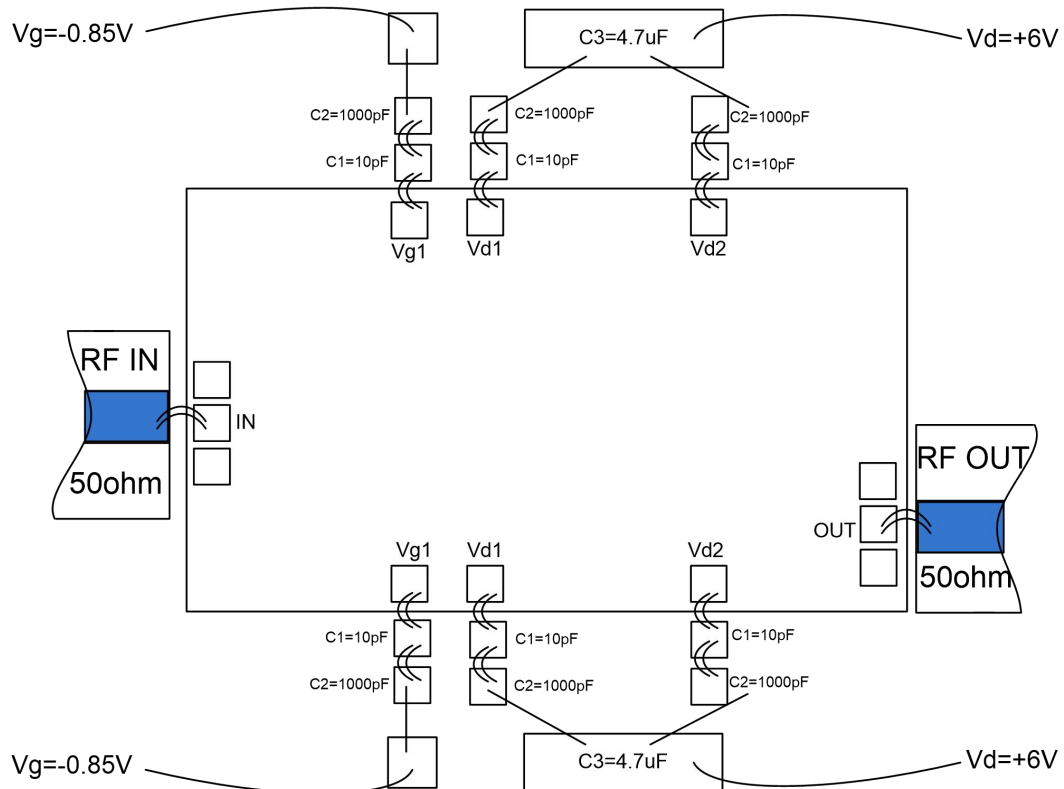 Vg=-0.85V
C3=4.7uF
Vd=+6V
C2=1000pF
C2=1000pF
C2=1000pF
C1=10pF
C1=10pF
C1=10pF
Vg1
Vd1
Vd2
RF IN
IN
50ohm
RF OUT
OUT
50ohm
Vg1
Vd1
Vd2
C1=10pF
C1=10pF
C1=10pF
C2=1000pF
C2=1000pF
C2=1000pF
Vg=-0.85V
C3=4.7uF
Vd=+6V